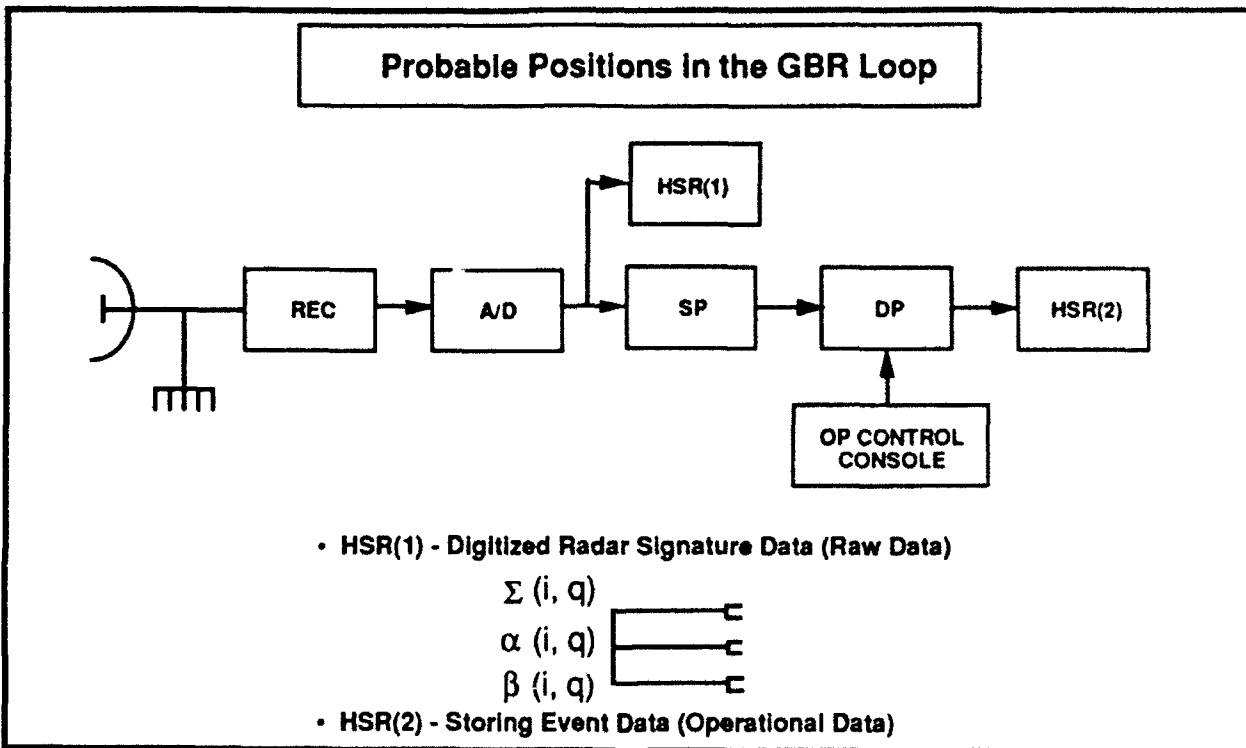 Probable Positions in the GBR Loop
HSR(1)
REC
A/D
SP
DP
HSR(2)
OP CONTROL
CONSOLE
• HSR(1) - Digitized Radar Signature Data (Raw Data)
Σ (i, q)
α (i, q)
β (i, q)
• HSR(2) - Storing Event Data (Operational Data)